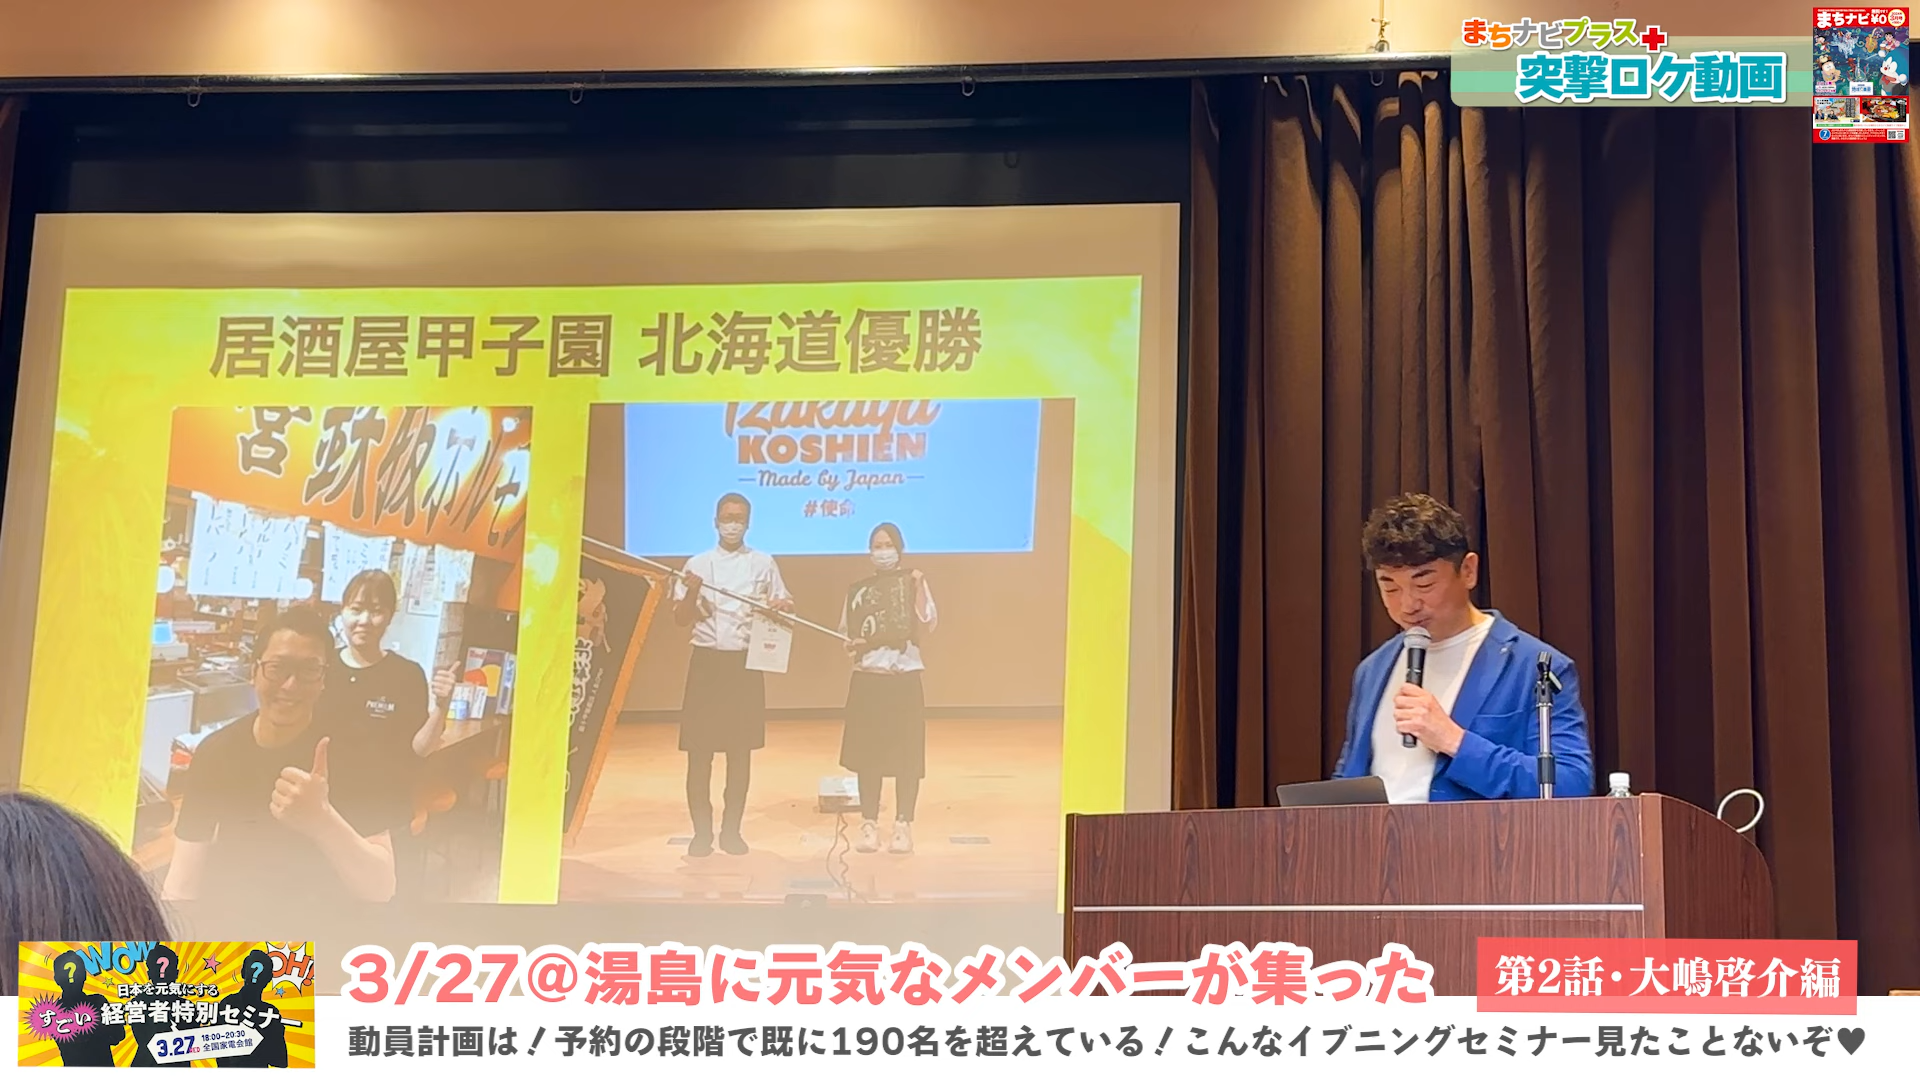 まちナビプラス+
突撃ロケ動画
まちナビ
¥0
居酒屋甲子園 北海道優勝
Izakaya
KOSHIEN
Made by Japan
#使命
PREMIUM
WOW
OH!
日本を元気にする
すごい
経営者特別セミナー
3.27 18:00-20:30
全国家電会館
3/27@湯島に元気なメンバーが集った
第2話・大嶋啓介編
動員計画は!予約の段階で既に190名を超えている!こんなイブニングセミナー見たことないぞ♥